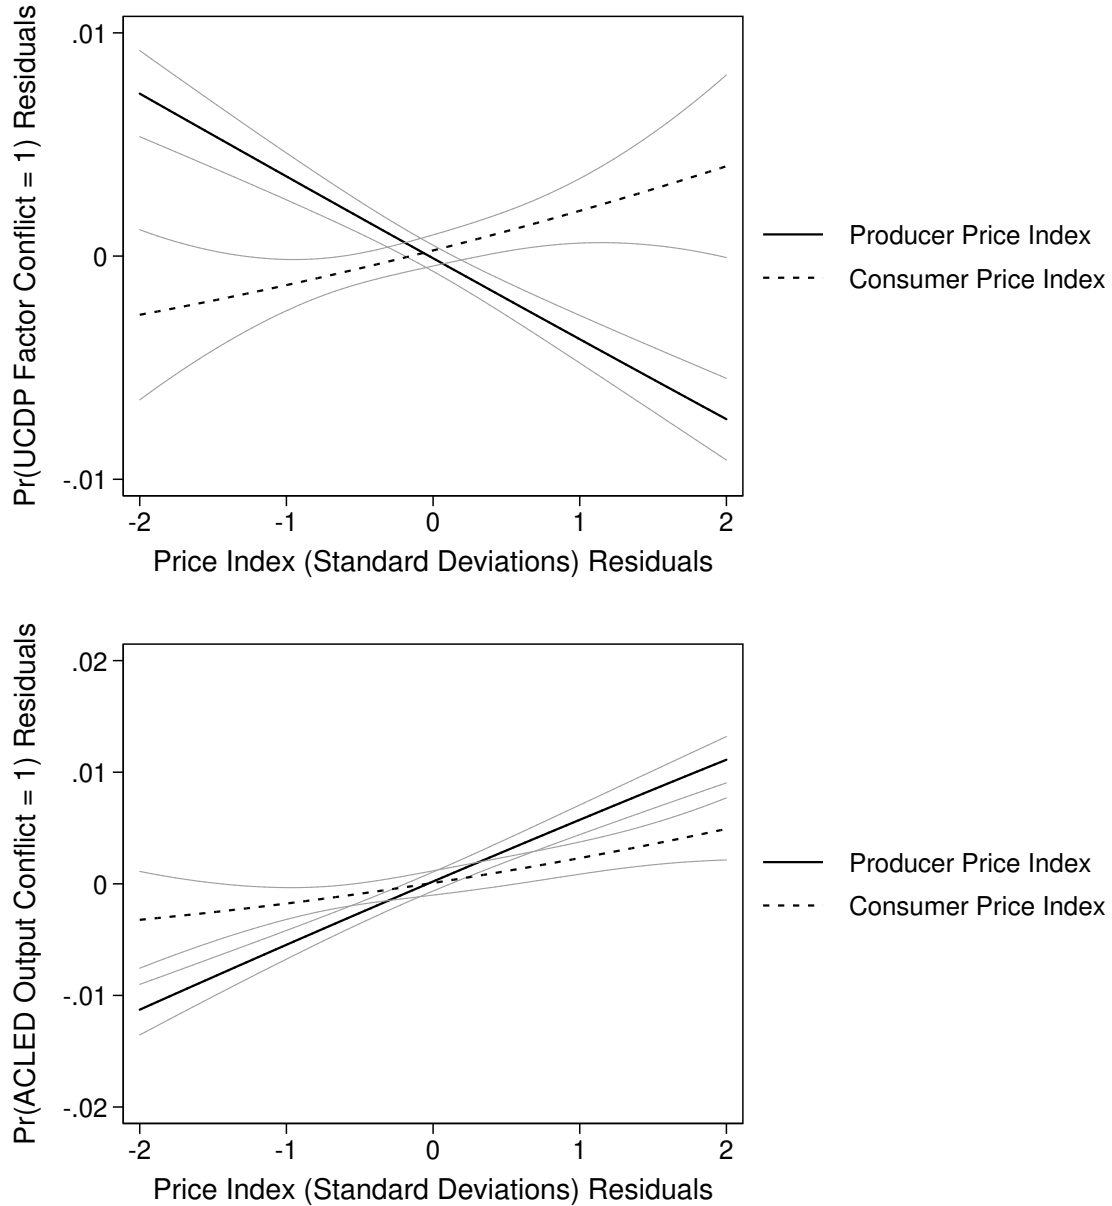 Pr(UCDP Factor Conflict = 1) Residuals
.01
0
-.01
-2 -1 0 1 2
Price Index (Standard Deviations) Residuals
Producer Price Index
Consumer Price Index
Pr(ACLED Output Conflict = 1) Residuals
.02
.01
0
-.01
-.02
-2 -1 0 1 2
Price Index (Standard Deviations) Residuals
Producer Price Index
Consumer Price Index